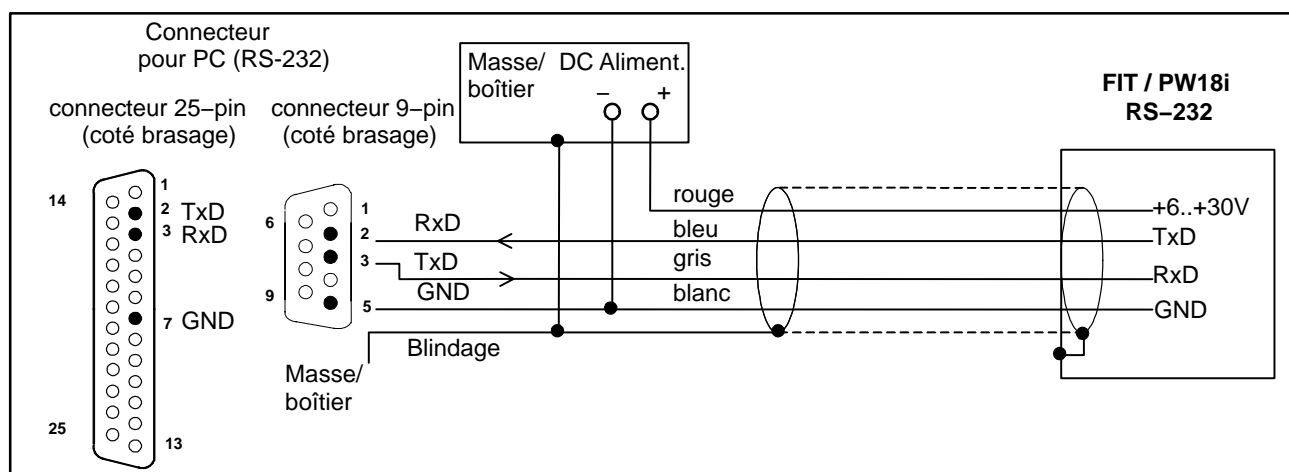 Connecteur
pour PC (RS-232)
connecteur 25–pin
(coté brasage)
14
1
2 TxD
3 RxD
7 GND
25
13
connecteur 9–pin
(coté brasage)
6
9
1
2
3
5
RxD
TxD
GND
Masse/
boîtier
DC Aliment.
– +
rouge
bleu
gris
blanc
Blindage
Masse/
boîtier
FIT / PW18i
RS–232
+6..+30V
TxD
RxD
GND